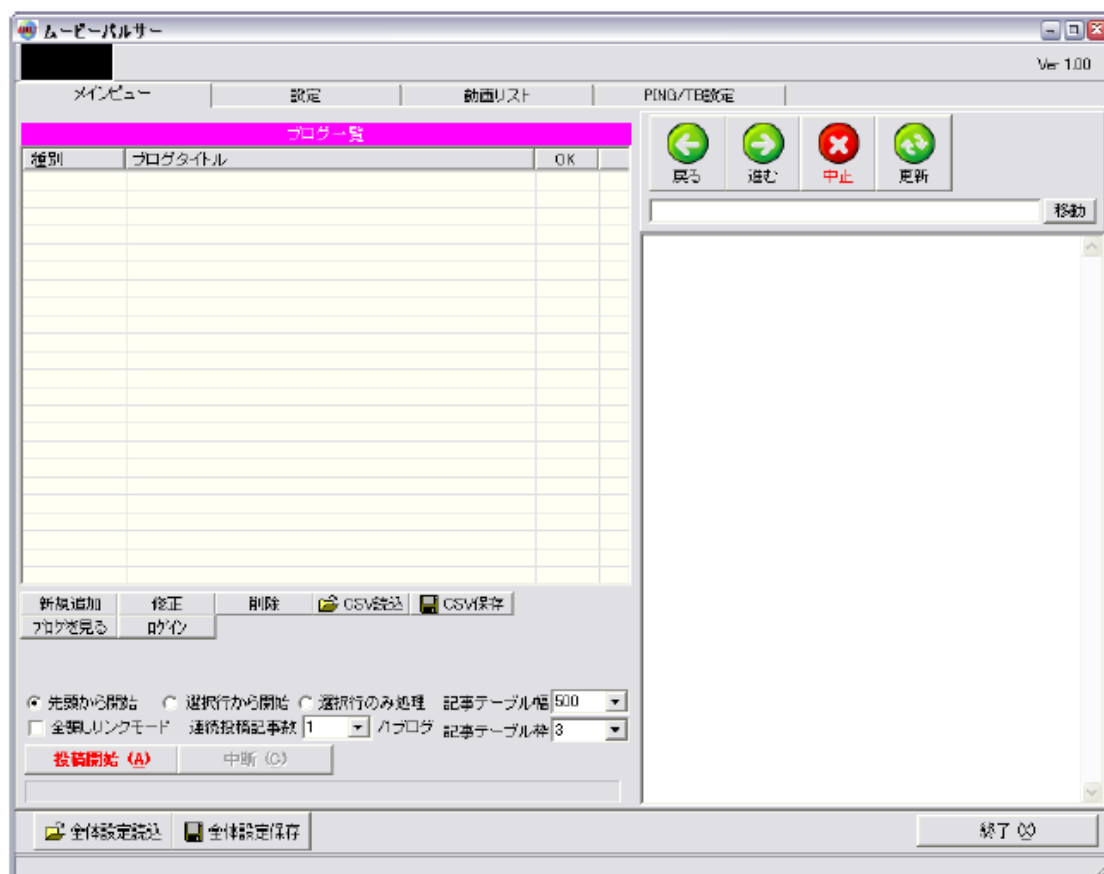 ムービーパルサー
Ver 1.00
メインビュー 設定 動画リスト PING/TB設定
ブログ一覧
種別 ブログタイトル OK
戻る 進む 中止 更新
移動
新規追加 修正 削除 CSV読込 CSV保存
ブログを見る ログイン
先頭から開始 選択行から開始 選択行のみ処理 記事テーブル幅 500
リンクモード 連続投稿記事数 1 /1ブログ 記事テーブル枠 3
投稿開始 (A) 中断 (C)
全体設定読込 全体設定保存 終了 (X)